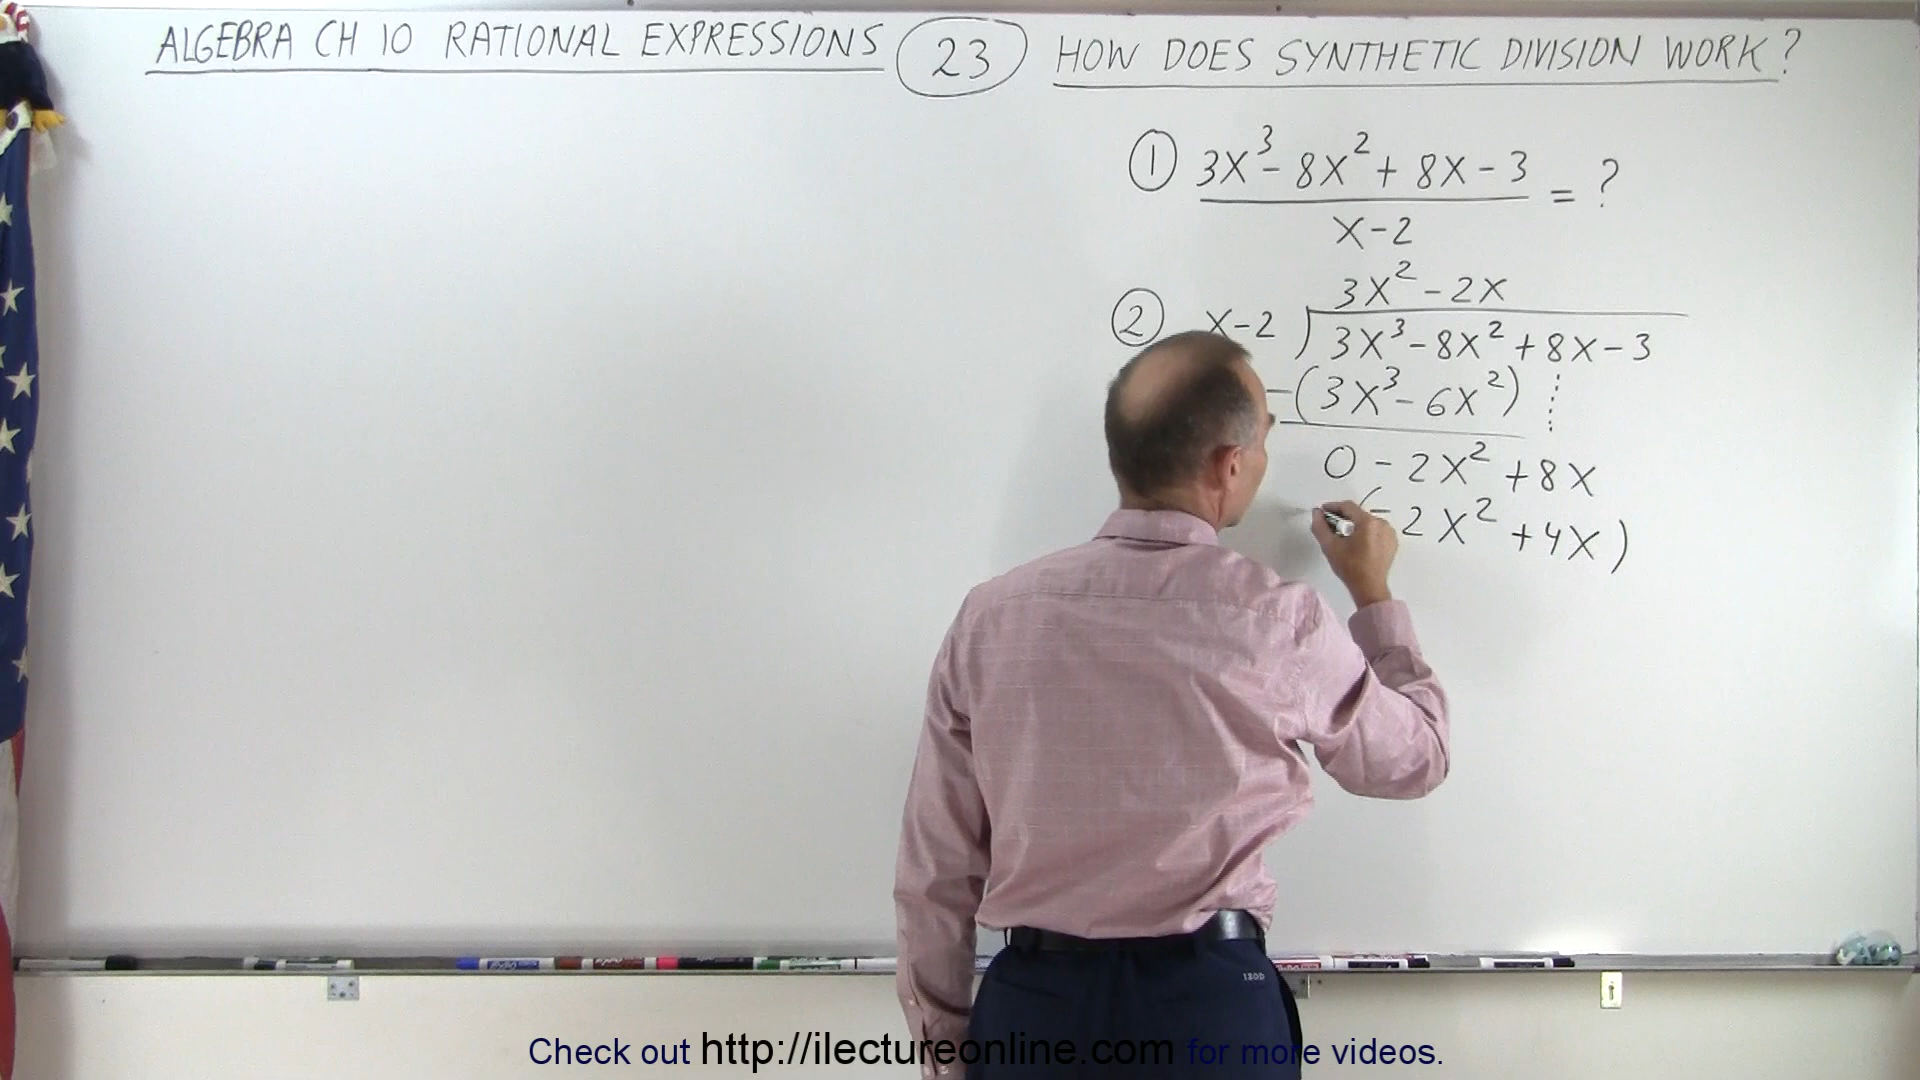 ALGEBRA CH 10 RATIONAL EXPRESSIONS 23 HOW DOES SYNTHETIC DIVISION WORK?
① 3X³ - 8X² + 8X - 3 = ?
X - 2
3X² - 2X
② X - 2 ) 3X³ - 8X² + 8X - 3
-(3X³ - 6X²)
0 - 2X² + 8X
(-2X² + 4X)
IZOD
Check out http://ilectureonline.com for more videos.